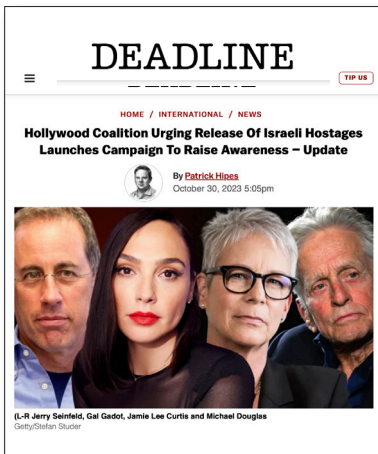 DEADLINE
TIP US
HOME / INTERNATIONAL / NEWS
Hollywood Coalition Urging Release Of Israeli Hostages
Launches Campaign To Raise Awareness – Update
By Patrick Hipes
October 30, 2023 5:05pm
(L-R Jerry Seinfeld, Gal Gadot, Jamie Lee Curtis and Michael Douglas
Getty/Stefan Studer